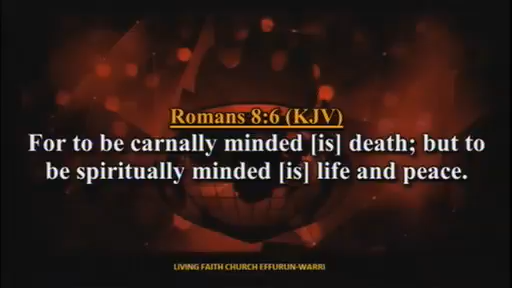 Romans 8:6 (KJV)
For to be carnally minded [is] death; but to
be spiritually minded [is] life and peace.
LIVING FAITH CHURCH EFFURUN-WARRI